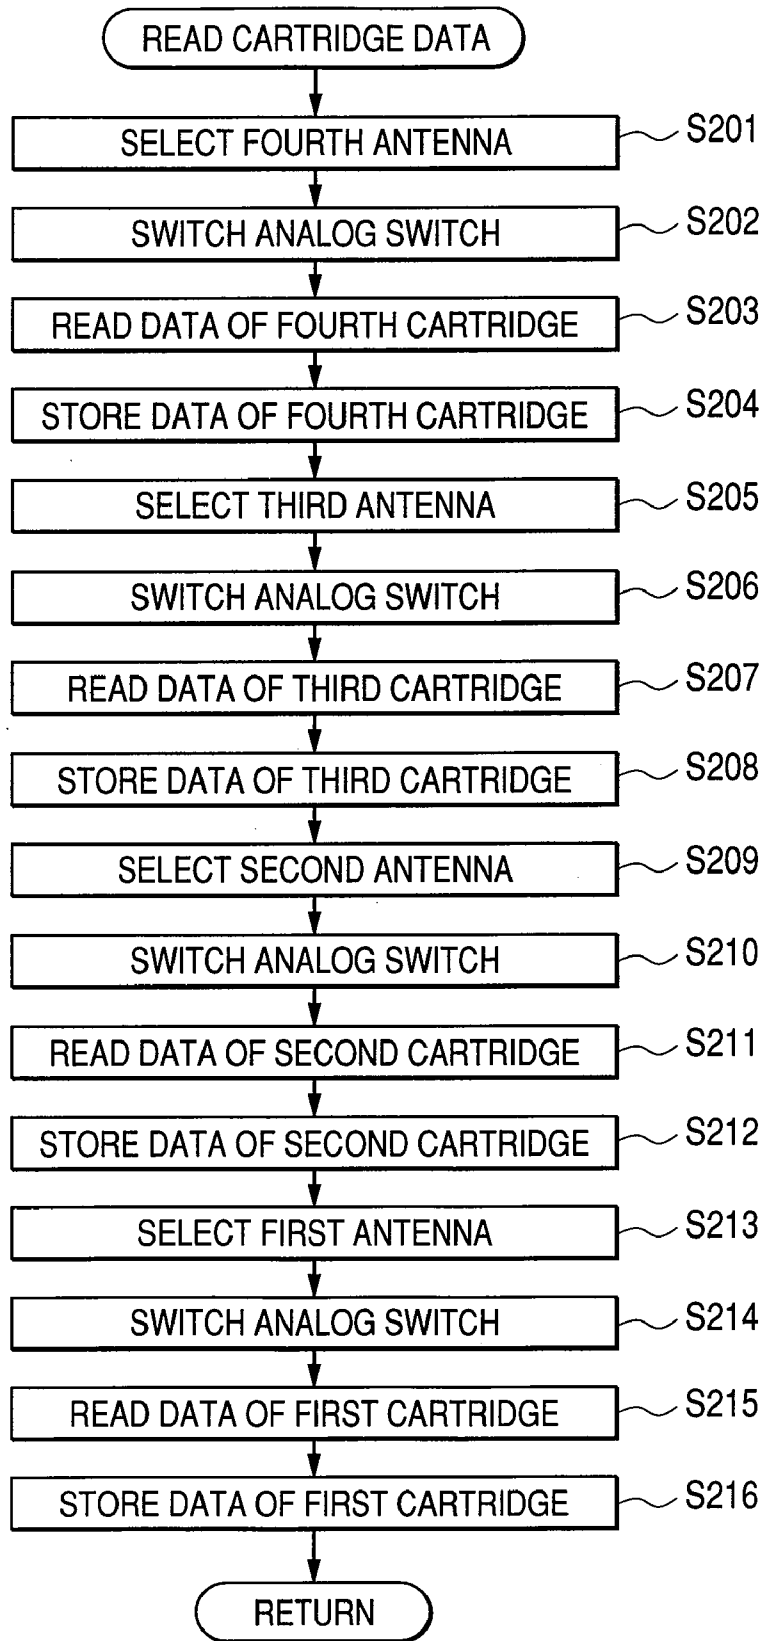 READ CARTRIDGE DATA
SELECT FOURTH ANTENNA S201
SWITCH ANALOG SWITCH S202
READ DATA OF FOURTH CARTRIDGE S203
STORE DATA OF FOURTH CARTRIDGE S204
SELECT THIRD ANTENNA S205
SWITCH ANALOG SWITCH S206
READ DATA OF THIRD CARTRIDGE S207
STORE DATA OF THIRD CARTRIDGE S208
SELECT SECOND ANTENNA S209
SWITCH ANALOG SWITCH S210
READ DATA OF SECOND CARTRIDGE S211
STORE DATA OF SECOND CARTRIDGE S212
SELECT FIRST ANTENNA S213
SWITCH ANALOG SWITCH S214
READ DATA OF FIRST CARTRIDGE S215
STORE DATA OF FIRST CARTRIDGE S216
RETURN